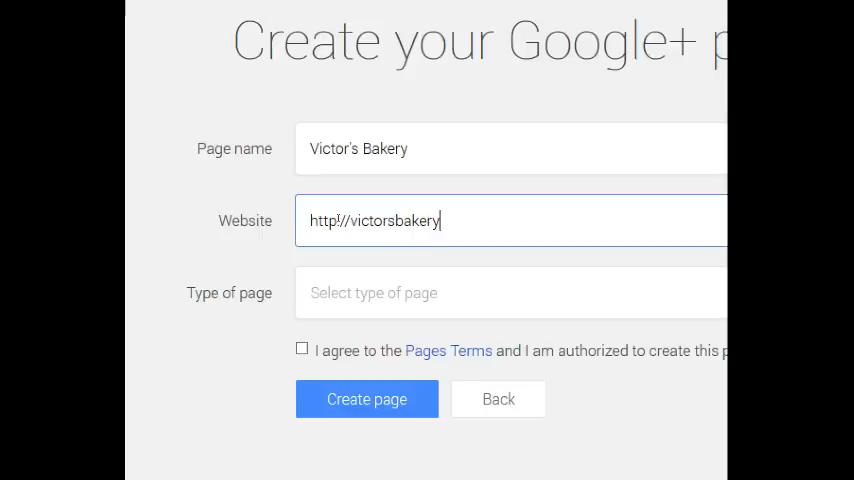 Create your Google+ p
Page name Victor's Bakery
Website http://victorsbakery
Type of page Select type of page
I agree to the Pages Terms and I am authorized to create this p
Create page Back